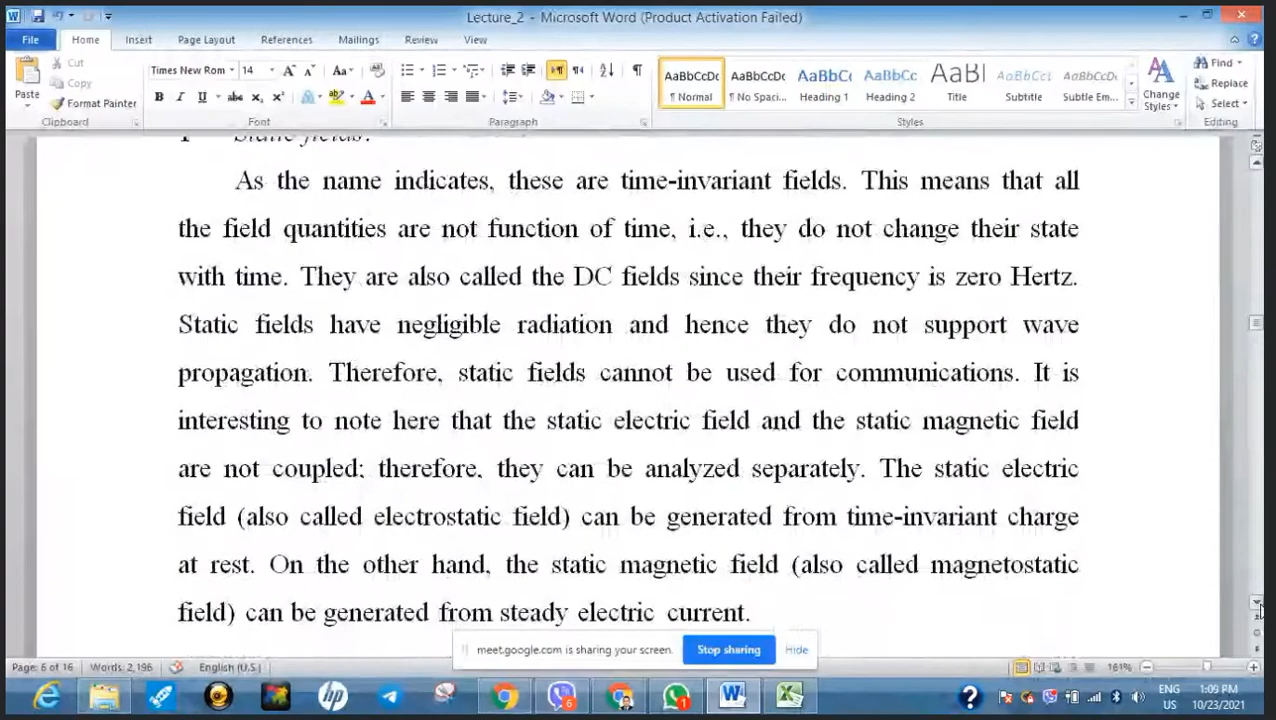 Lecture_2 - Microsoft Word (Product Activation Failed)
File Home Insert Page Layout References Mailings Review View
Paste
Cut
Copy
Format Painter
Clipboard
Times New Rom 14
Font
Paragraph
AaBbCcDc AaBbCcDc AaBbC AaBbCc AaBl AaBbCcL AaBbCcDc
¶ Normal ¶ No Spaci... Heading 1 Heading 2 Title Subtitle Subtle Em...
Styles
Change Styles
Find
Replace
Select
Editing
Static fields:
As the name indicates, these are time-invariant fields. This means that all
the field quantities are not function of time, i.e., they do not change their state
with time. They are also called the DC fields since their frequency is zero Hertz.
Static fields have negligible radiation and hence they do not support wave
propagation. Therefore, static fields cannot be used for communications. It is
interesting to note here that the static electric field and the static magnetic field
are not coupled; therefore, they can be analyzed separately. The static electric
field (also called electrostatic field) can be generated from time-invariant charge
at rest. On the other hand, the static magnetic field (also called magnetostatic
field) can be generated from steady electric current.
meet.google.com is sharing your screen. Stop sharing Hide
Page: 6 of 16 Words: 2,196 English (U.S.) 161%
ENG 1:09 PM
US 10/23/2021